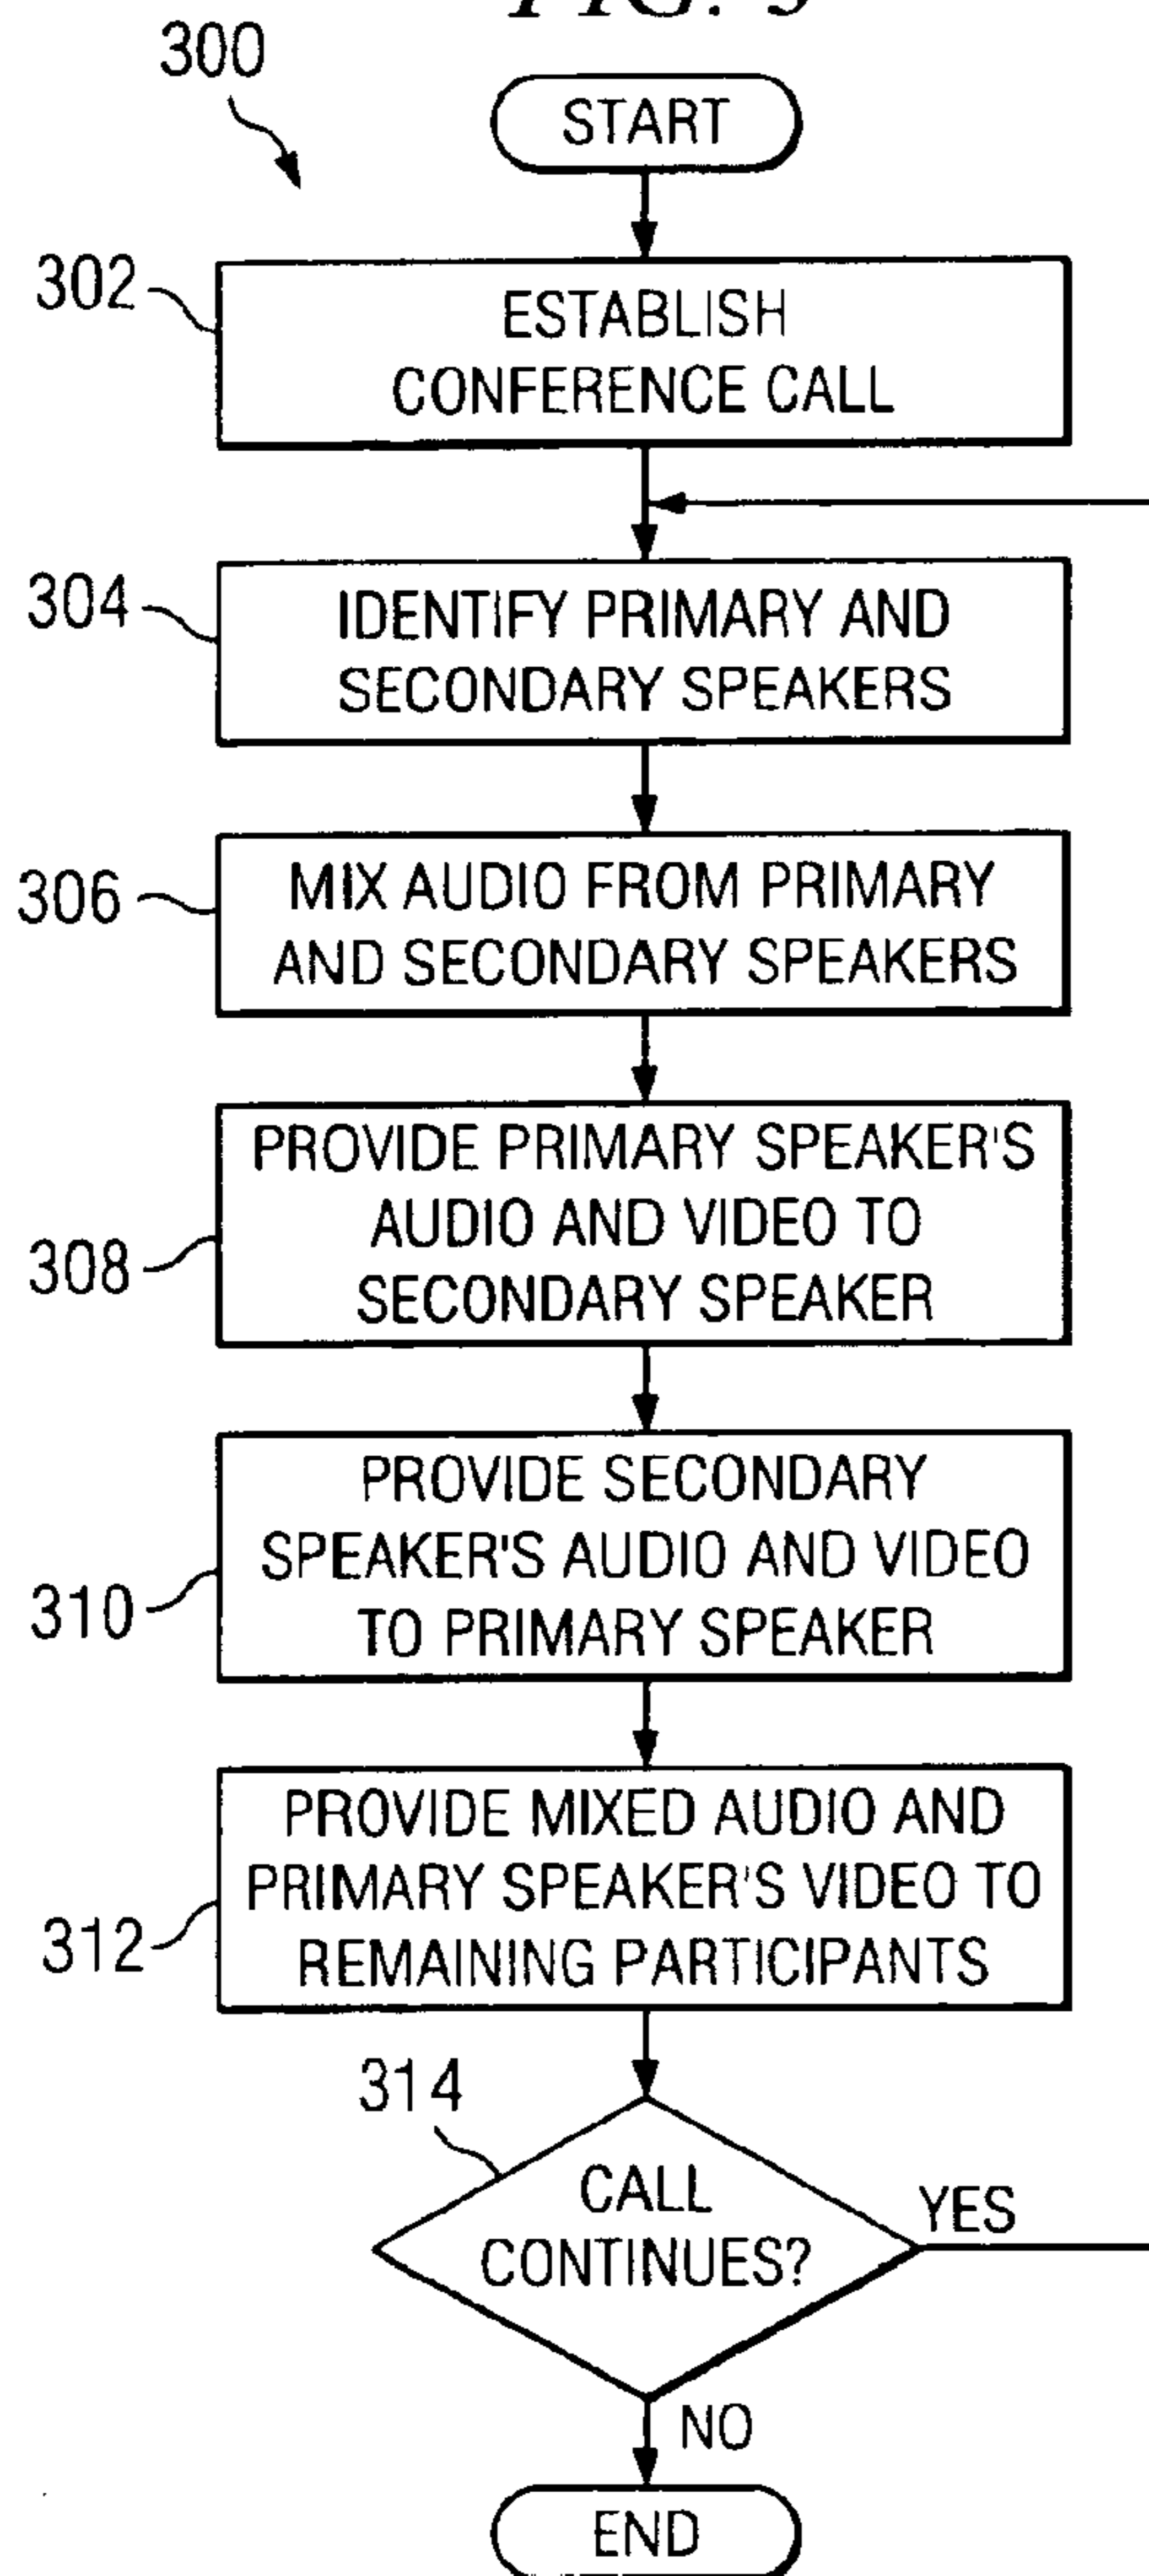 300
START
302
ESTABLISH
CONFERENCE CALL
304
IDENTIFY PRIMARY AND
SECONDARY SPEAKERS
306
MIX AUDIO FROM PRIMARY
AND SECONDARY SPEAKERS
308
PROVIDE PRIMARY SPEAKER'S
AUDIO AND VIDEO TO
SECONDARY SPEAKER
310
PROVIDE SECONDARY
SPEAKER'S AUDIO AND VIDEO
TO PRIMARY SPEAKER
312
PROVIDE MIXED AUDIO AND
PRIMARY SPEAKER'S VIDEO TO
REMAINING PARTICIPANTS
314
CALL
CONTINUES?
YES
NO
END